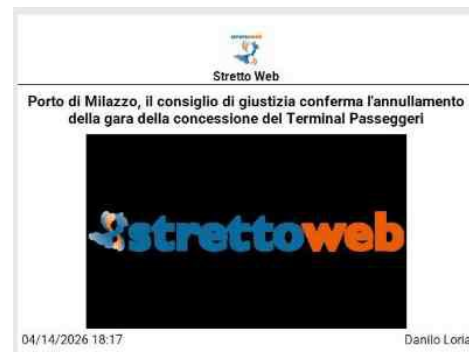 strettoweb
Stretto Web
Porto di Milazzo, il consiglio di giustizia conferma l'annullamento
della gara della concessione del Terminal Passeggeri
strettoweb
04/14/2026 18:17 Danilo Loria